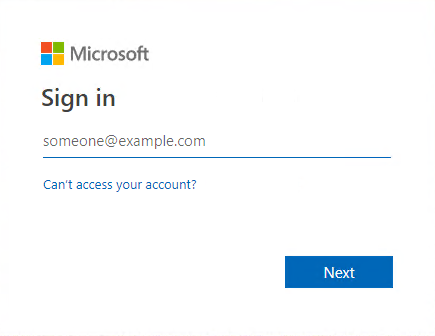 Microsoft
Sign in
someone@example.com
Can't access your account?
Next